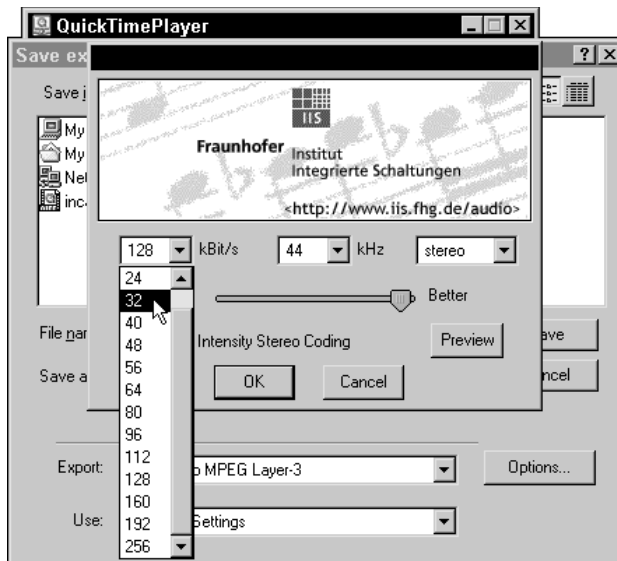 QuickTimePlayer
Save ex
Save i
My
My
Ne
inc.
IIS
Fraunhofer Institut
Integrierte Schaltungen
<http://www.iis.fhg.de/audio>
128 kBit/s 44 kHz stereo
24
32
40
48
56
64
80
96
112
128
160
192
256
Better
Intensity Stereo Coding
Preview
OK Cancel
File nar
ave
Save a
ncel
Export: o MPEG Layer-3 Options...
Use: Settings